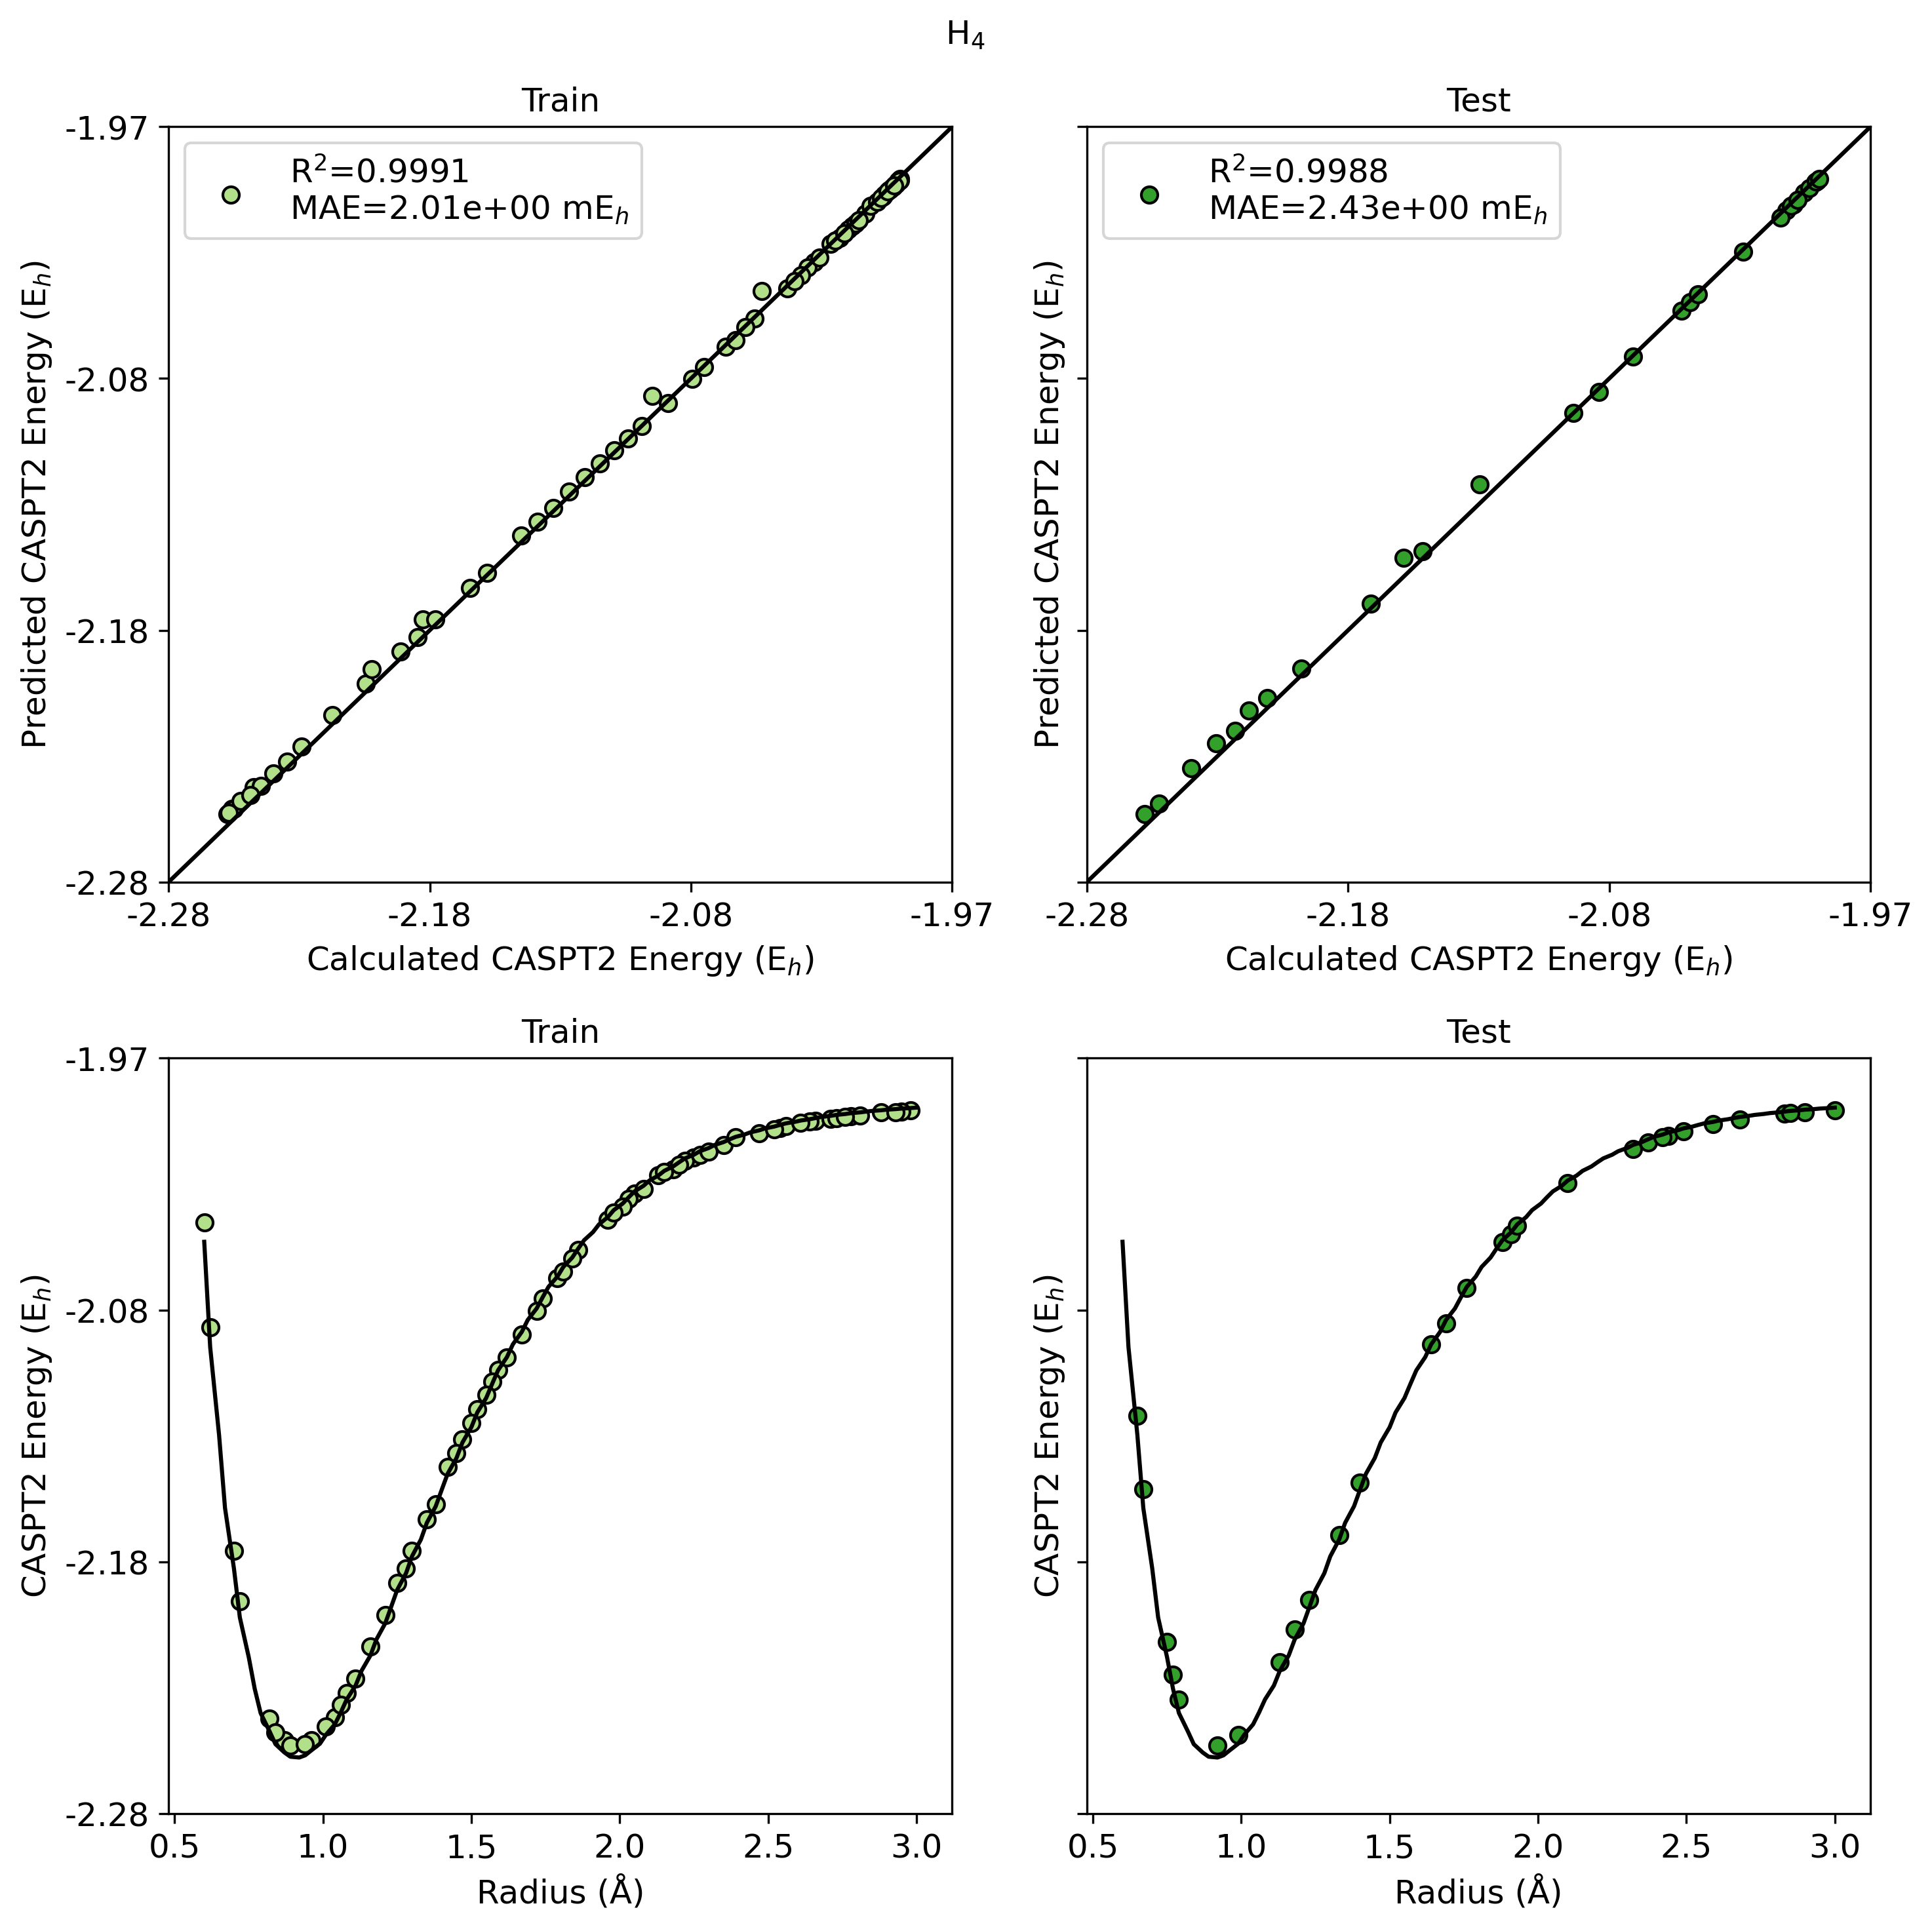 H₄
Train
Test
-1.97
-2.08
-2.18
-2.28
Predicted CASPT2 Energy (Eₕ)
R²=0.9991
MAE=2.01e+00 mEₕ
-2.28
-2.18
-2.08
-1.97
Calculated CASPT2 Energy (Eₕ)
Predicted CASPT2 Energy (Eₕ)
R²=0.9988
MAE=2.43e+00 mEₕ
-2.28
-2.18
-2.08
-1.97
Calculated CASPT2 Energy (Eₕ)
Train
Test
-1.97
-2.08
-2.18
-2.28
CASPT2 Energy (Eₕ)
0.5
1.0
1.5
2.0
2.5
3.0
Radius (Å)
CASPT2 Energy (Eₕ)
0.5
1.0
1.5
2.0
2.5
3.0
Radius (Å)